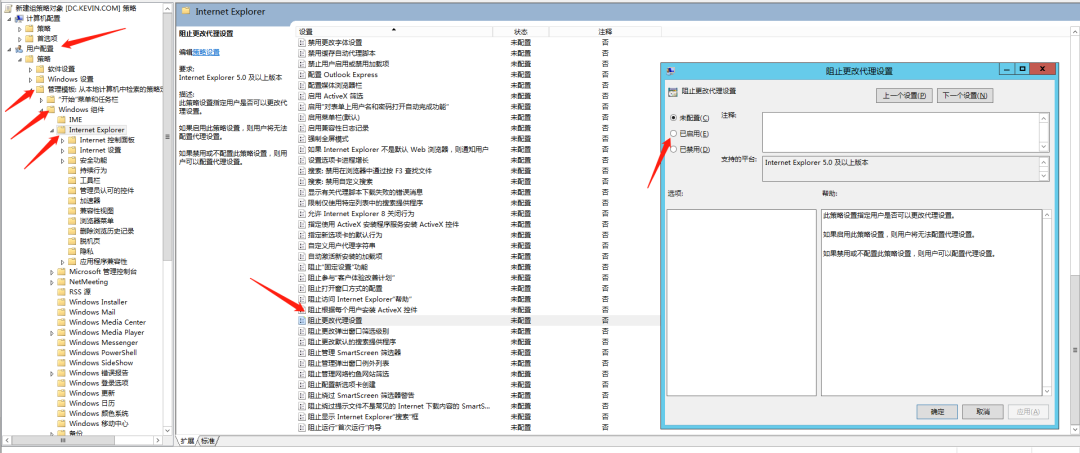 新建组策略对象 [DC.KEVIN.COM] 策略
计算机配置
策略
首选项
用户配置
策略
软件设置
Windows 设置
管理模板: 从本地计算机中检索的策略定
"开始"菜单和任务栏
Windows 组件
IME
Internet Explorer
Internet 控制面板
Internet 设置
安全功能
持续行为
工具栏
管理员认可的控件
加速器
兼容性视图
浏览器菜单
删除浏览历史记录
脱机页
隐私
应用程序兼容性
Microsoft 管理控制台
NetMeeting
RSS 源
Windows Installer
Windows Mail
Windows Media Center
Windows Media Player
Windows Messenger
Windows PowerShell
Windows SideShow
Windows 错误报告
Windows 登录选项
Windows 更新
Windows 日历
Windows 颜色系统
Windows 移动中心
备份
Internet Explorer
阻止更改代理设置
编辑策略设置
要求:
Internet Explorer 5.0 及以上版本
描述:
此策略设置指定用户是否可以更改代
理设置。
如果启用此策略设置，则用户将无法
配置代理设置。
如果禁用或不配置此策略设置，则用
户可以配置代理设置。
设置 状态 注释
禁用更改字体设置 未配置 否
禁用缓存自动代理脚本 未配置 否
禁止用户启用或禁用加载项 未配置 否
配置 Outlook Express 未配置 否
配置媒体浏览器栏 未配置 否
启用 ActiveX 筛选 未配置 否
启用"对表单上用户名和密码打开自动完成功能" 未配置 否
启用菜单栏(默认) 未配置 否
启用兼容性日志记录 未配置 否
强制全屏模式 未配置 否
如果 Internet Explorer 不是默认 Web 浏览器，则通知用户 未配置 否
设置选项卡进程增长 未配置 否
搜索: 禁用在浏览器中通过按 F3 查找文件 未配置 否
搜索: 禁用自定义搜索 未配置 否
显示有关代理脚本下载失败的错误消息 未配置 否
限制仅使用特定列表中的搜索提供程序 未配置 否
允许 Internet Explorer 8 关闭行为 未配置 否
指定使用 ActiveX 安装程序服务安装 ActiveX 控件 未配置 否
指定新选项卡的默认行为 未配置 否
自定义用户代理字符串 未配置 否
自动激活新安装的加载项 未配置 否
阻止"固定设置"功能 未配置 否
阻止参与"客户体验改善计划" 未配置 否
阻止打开窗口方式的配置 未配置 否
阻止访问 Internet Explorer"帮助" 未配置 否
阻止根据每个用户安装 ActiveX 控件 未配置 否
阻止更改代理设置 未配置 否
阻止更改弹出窗口筛选级别 未配置 否
阻止更改默认的搜索提供程序 未配置 否
阻止管理 SmartScreen 筛选器 未配置 否
阻止管理弹出窗口例外列表 未配置 否
阻止管理网络钓鱼网站筛选 未配置 否
阻止配置新选项卡创建 未配置 否
阻止绕过 SmartScreen 筛选器警告 未配置 否
阻止绕过提示文件不是常见的 Internet 下载内容的 SmartS... 未配置 否
阻止显示 Internet Explorer"搜索"框 未配置 否
阻止运行"首次运行"向导 未配置 否
扩展 标准
阻止更改代理设置
阻止更改代理设置
上一个设置(P) 下一个设置(N)
未配置(C) 注释:
已启用(E)
已禁用(D)
支持的平台: Internet Explorer 5.0 及以上版本
选项: 帮助:
此策略设置指定用户是否可以更改代理设置。
如果启用此策略设置，则用户将无法配置代理设置。
如果禁用或不配置此策略设置，则用户可以配置代理设置。
确定 取消 应用(A)